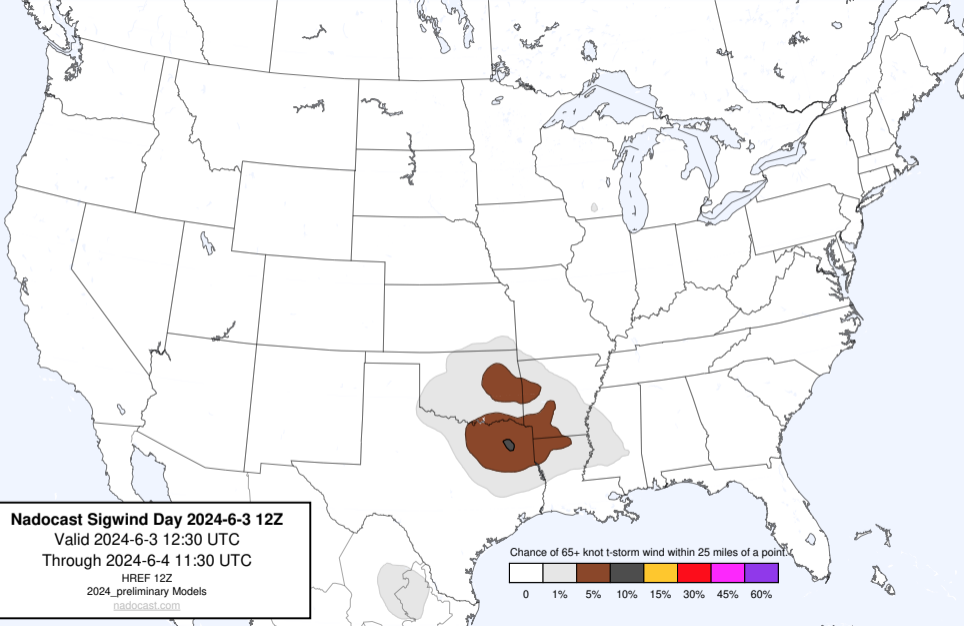 Nadocast Sigwind Day 2024-6-3 12Z
Valid 2024-6-3 12:30 UTC
Through 2024-6-4 11:30 UTC
HREF 12Z
2024_preliminary Models
nadocast.com
Chance of 65+ knot t-storm wind within 25 miles of a point.
0 1% 5% 10% 15% 30% 45% 60%